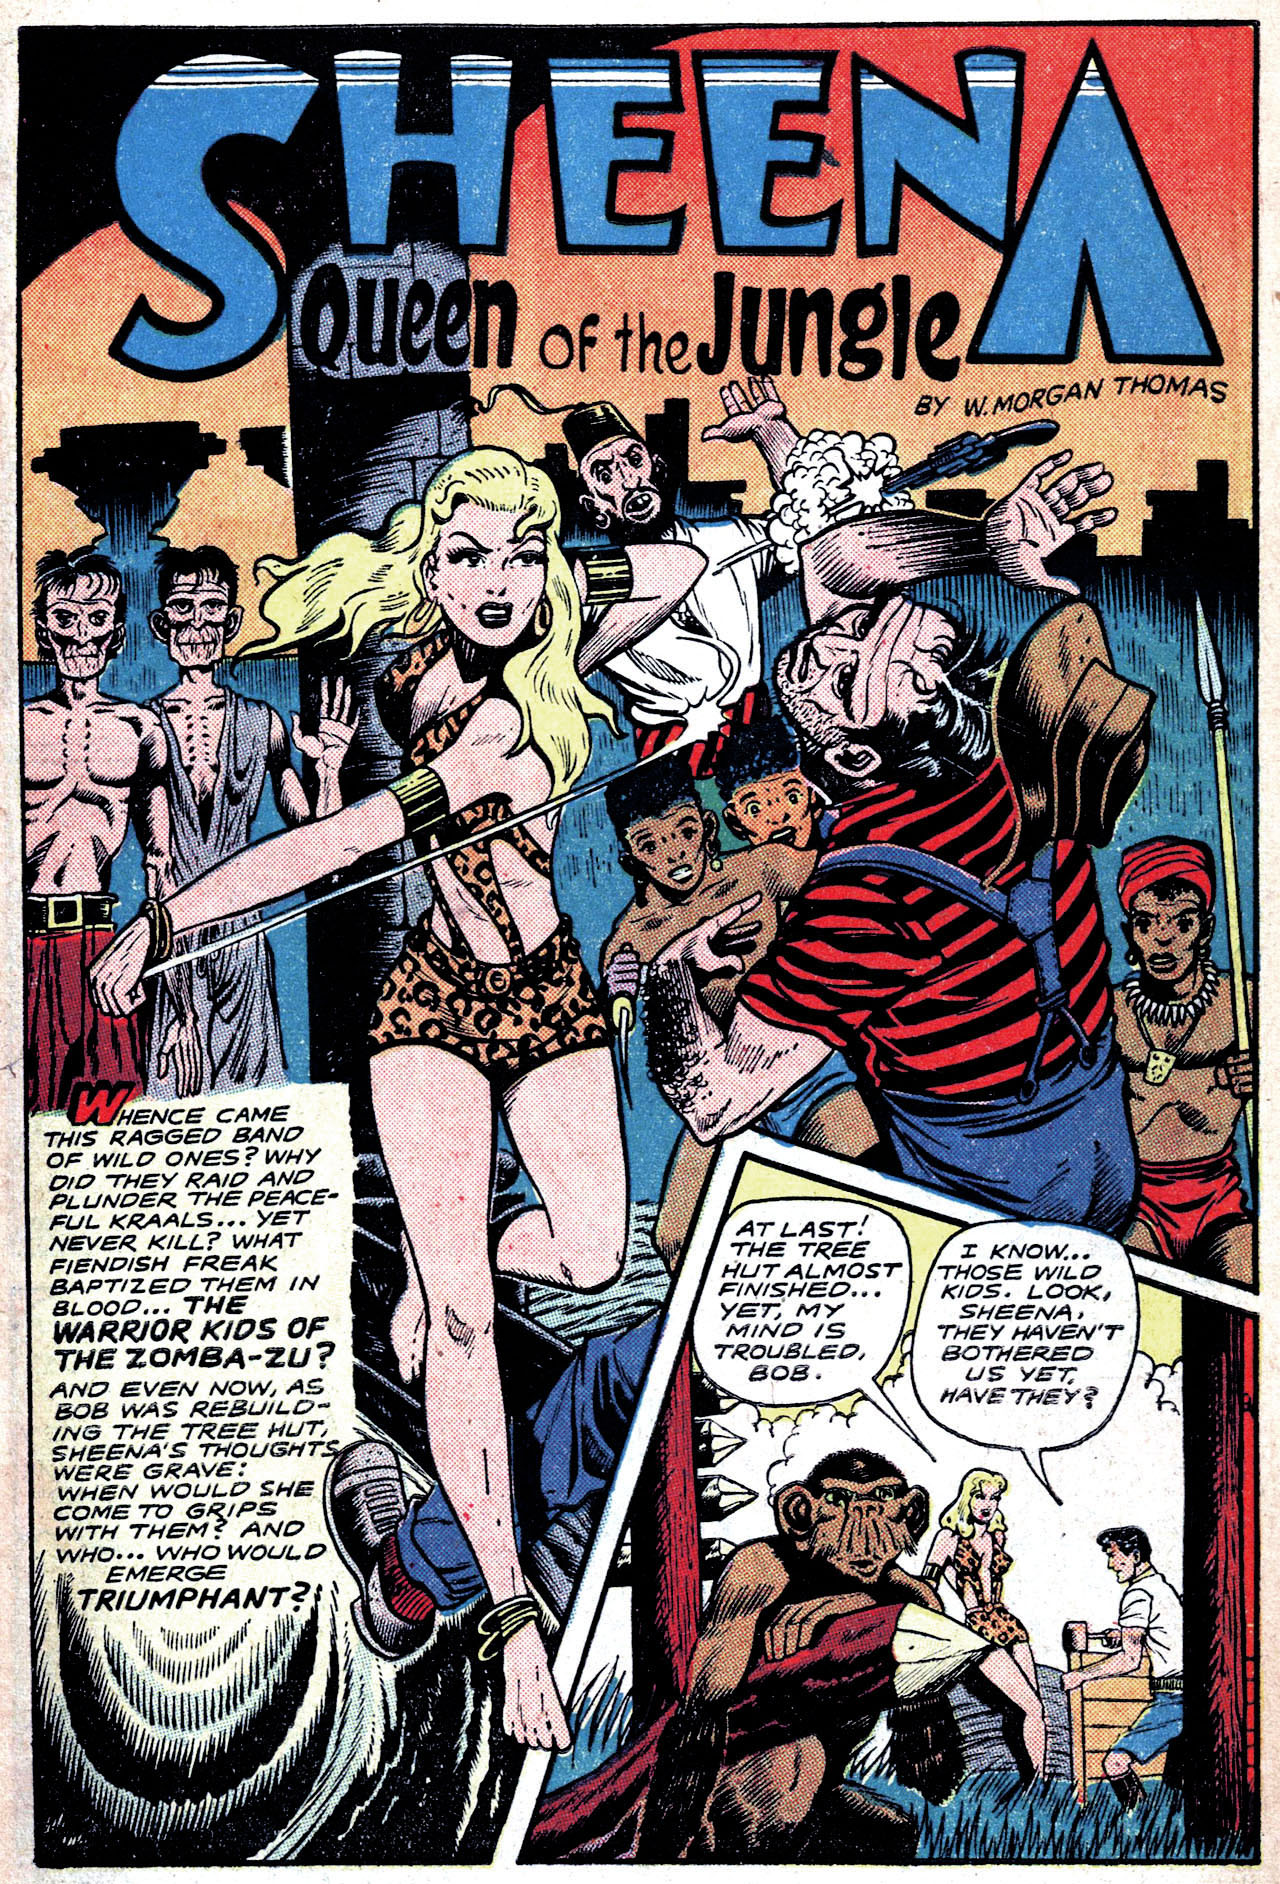 SHEENA
Queen of the Jungle
BY W. MORGAN THOMAS
WHENCE CAME
THIS RAGGED BAND
OF WILD ONES? WHY
DID THEY RAID AND
PLUNDER THE PEACE-
FUL KRAALS... YET
NEVER KILL? WHAT
FIENDISH FREAK
BAPTIZED THEM IN
BLOOD... THE
WARRIOR KIDS OF
THE ZOMBA-ZU?
AND EVEN NOW, AS
BOB WAS REBUILD-
ING THE TREE HUT,
SHEENA'S THOUGHTS
WERE GRAVE:
WHEN WOULD SHE
COME TO GRIPS
WITH THEM? AND
WHO... WHO WOULD
EMERGE
TRIUMPHANT?
AT LAST!
THE TREE
HUT ALMOST
FINISHED...
YET, MY
MIND IS
TROUBLED,
BOB.
I KNOW...
THOSE WILD
KIDS. LOOK,
SHEENA,
THEY HAVEN'T
BOTHERED
US YET,
HAVE THEY?